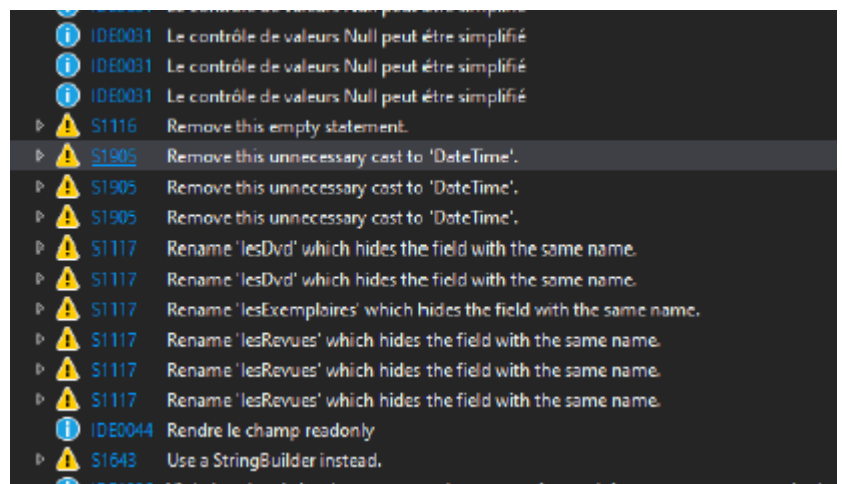 IDE0031 Le contrôle de valeurs Null peut être simplifié
IDE0031 Le contrôle de valeurs Null peut être simplifié
IDE0031 Le contrôle de valeurs Null peut être simplifié
S1116 Remove this empty statement.
S1905 Remove this unnecessary cast to 'DateTime'.
S1905 Remove this unnecessary cast to 'DateTime'.
S1905 Remove this unnecessary cast to 'DateTime'.
S1117 Rename 'lesDvd' which hides the field with the same name.
S1117 Rename 'lesDvd' which hides the field with the same name.
S1117 Rename 'lesExemplaires' which hides the field with the same name.
S1117 Rename 'lesRevues' which hides the field with the same name.
S1117 Rename 'lesRevues' which hides the field with the same name.
S1117 Rename 'lesRevues' which hides the field with the same name.
IDE0044 Rendre le champ readonly
S1643 Use a StringBuilder instead.